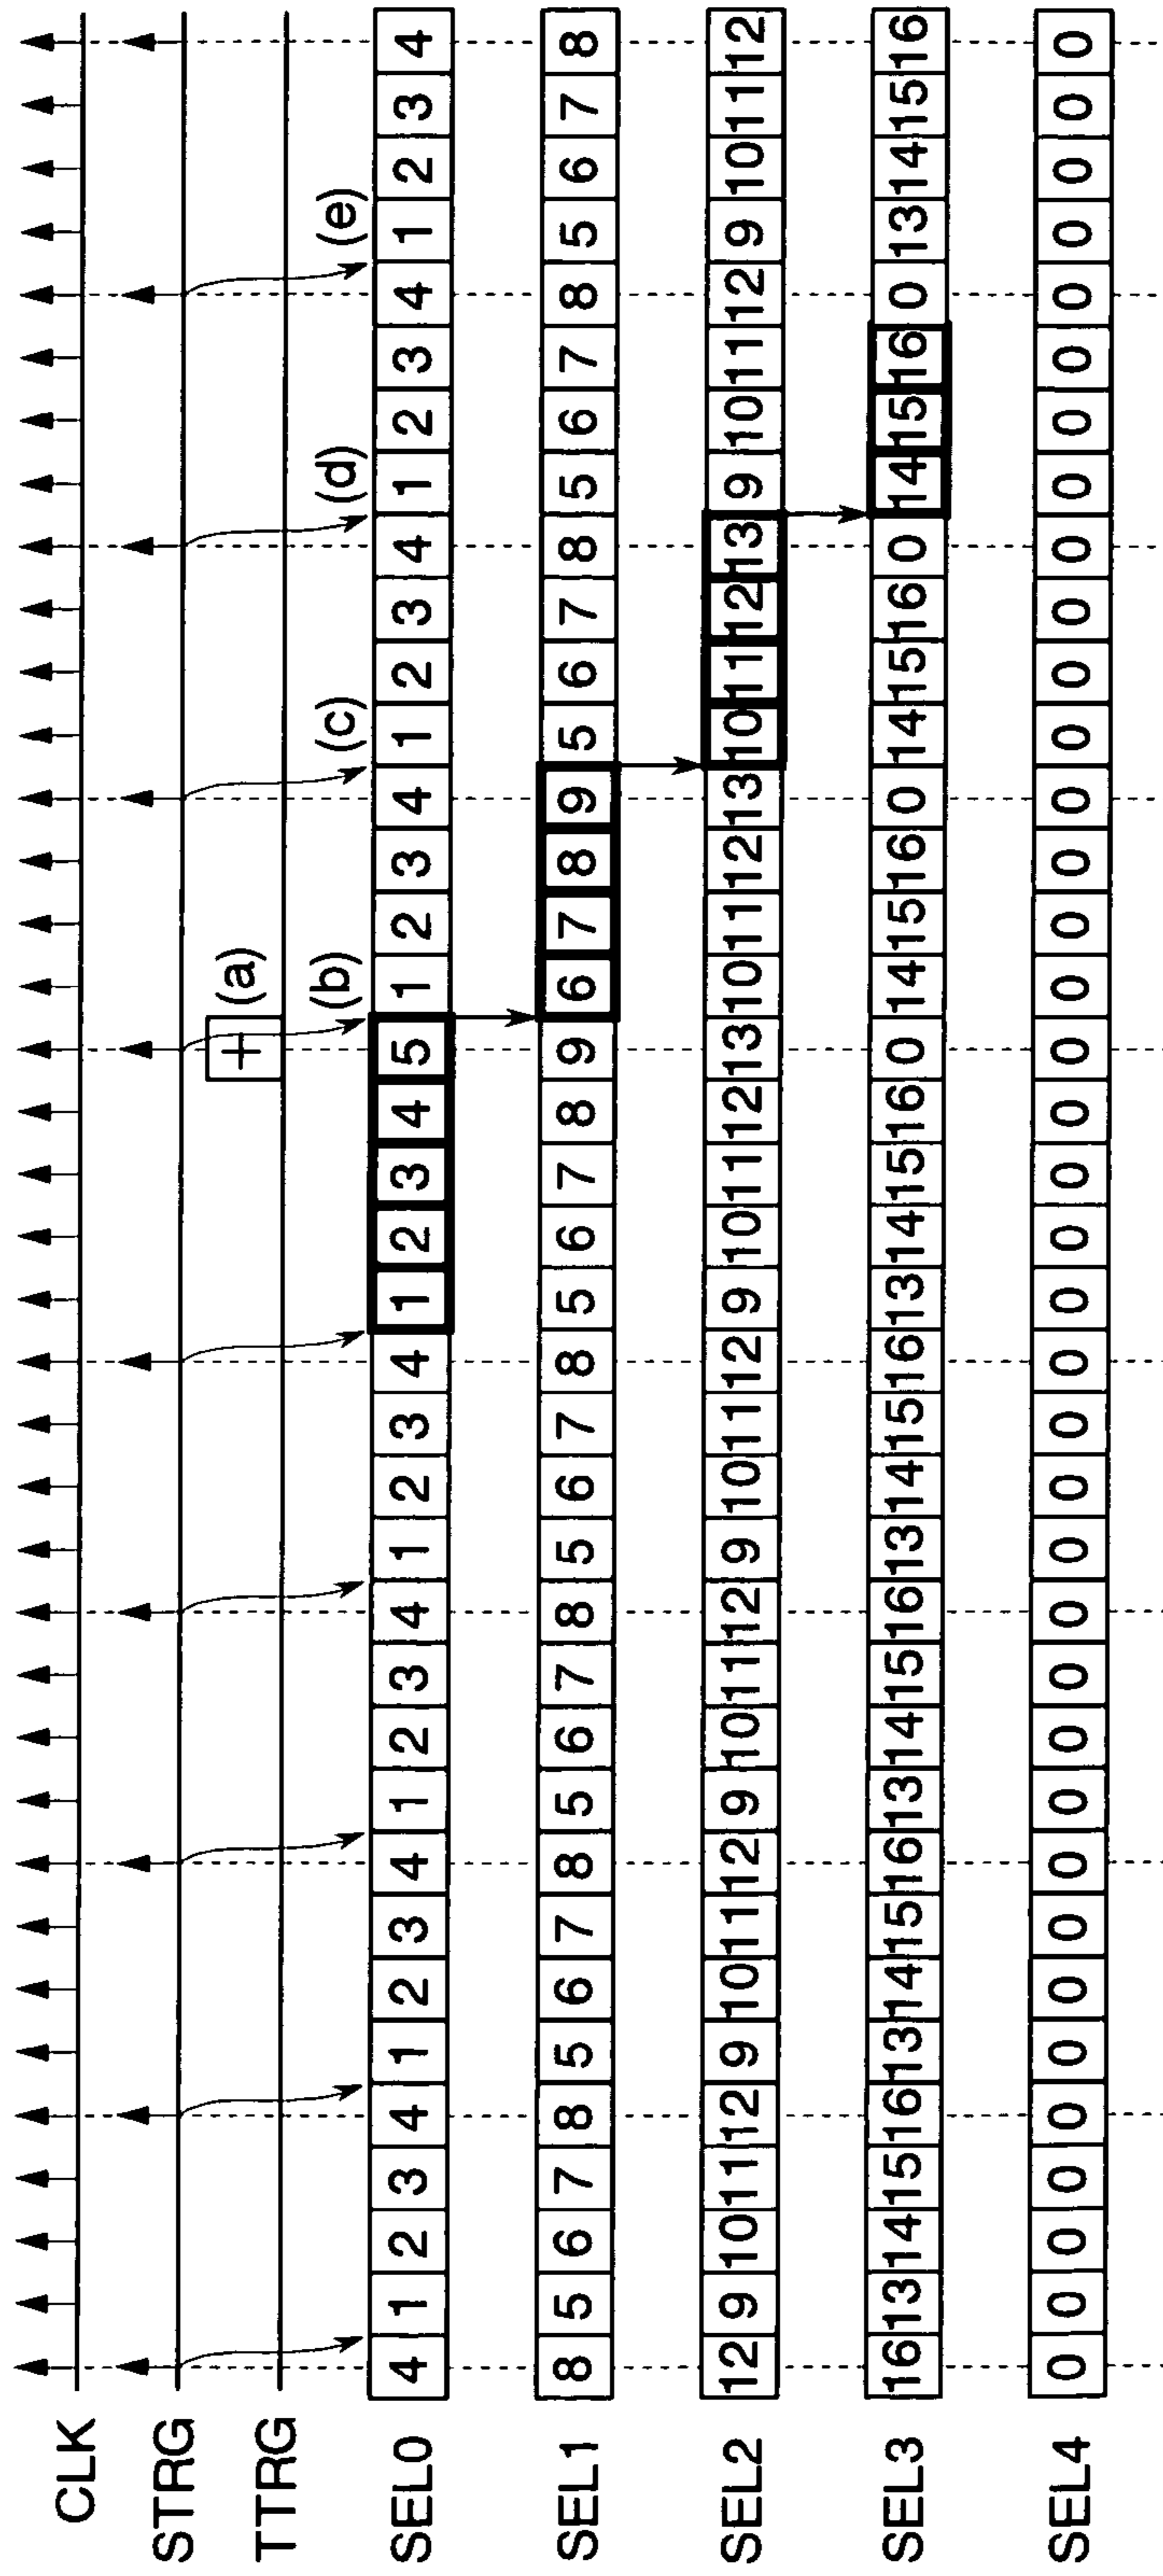 CLK
STRG
TTRG + (a)
(b) (c) (d) (e)
SEL0 4 1 2 3 4 1 2 3 4 1 2 3 4 1 2 3 4 1 2 3 4 5 1 2 3 4 1 2 3 4 1 2 3 4 1 2 3 4
SEL1 8 5 6 7 8 5 6 7 8 5 6 7 8 5 6 7 8 5 6 7 8 9 6 7 8 9 5 6 7 8 5 6 7 8 5 6 7 8
SEL2 12 9 10 11 12 9 10 11 12 9 10 11 12 9 10 11 12 9 10 11 12 13 10 11 12 13 10 11 12 13 9 10 11 12 9 10 11 12
SEL3 16 13 14 15 16 13 14 15 16 13 14 15 16 13 14 15 16 13 14 15 16 0 14 15 16 0 14 15 16 0 14 15 16 0 13 14 15 16
SEL4 0 0 0 0 0 0 0 0 0 0 0 0 0 0 0 0 0 0 0 0 0 0 0 0 0 0 0 0 0 0 0 0 0 0 0 0 0 0